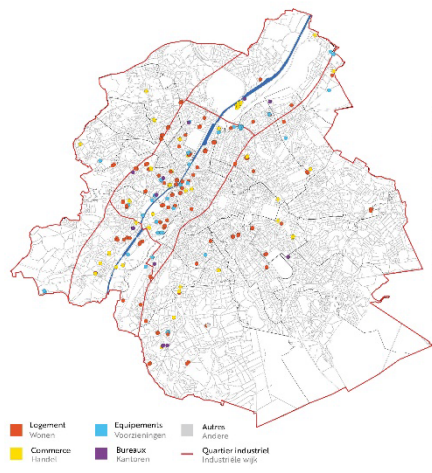 Logement
Wonen
Equipements
Voorzieningen
Autres
Andere
Commerce
Handel
Bureaux
Kantoren
Quartier industriel
Industriële wijk